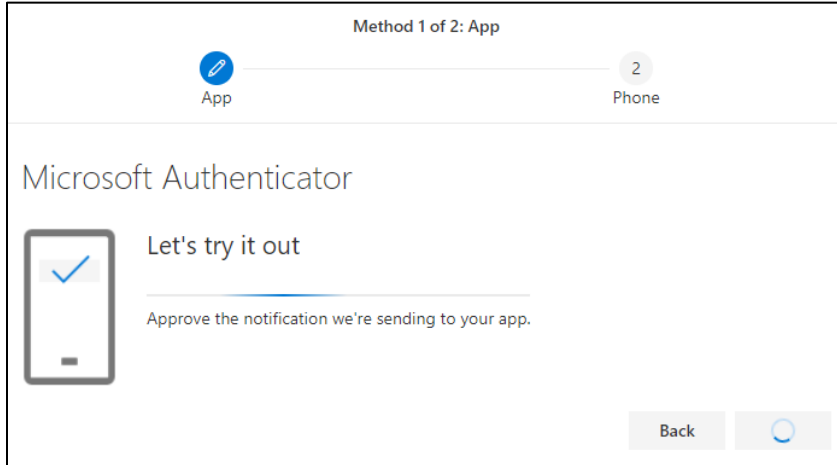 Method 1 of 2: App
2
App
Phone
Microsoft Authenticator
Let's try it out
Approve the notification we're sending to your app.
Back